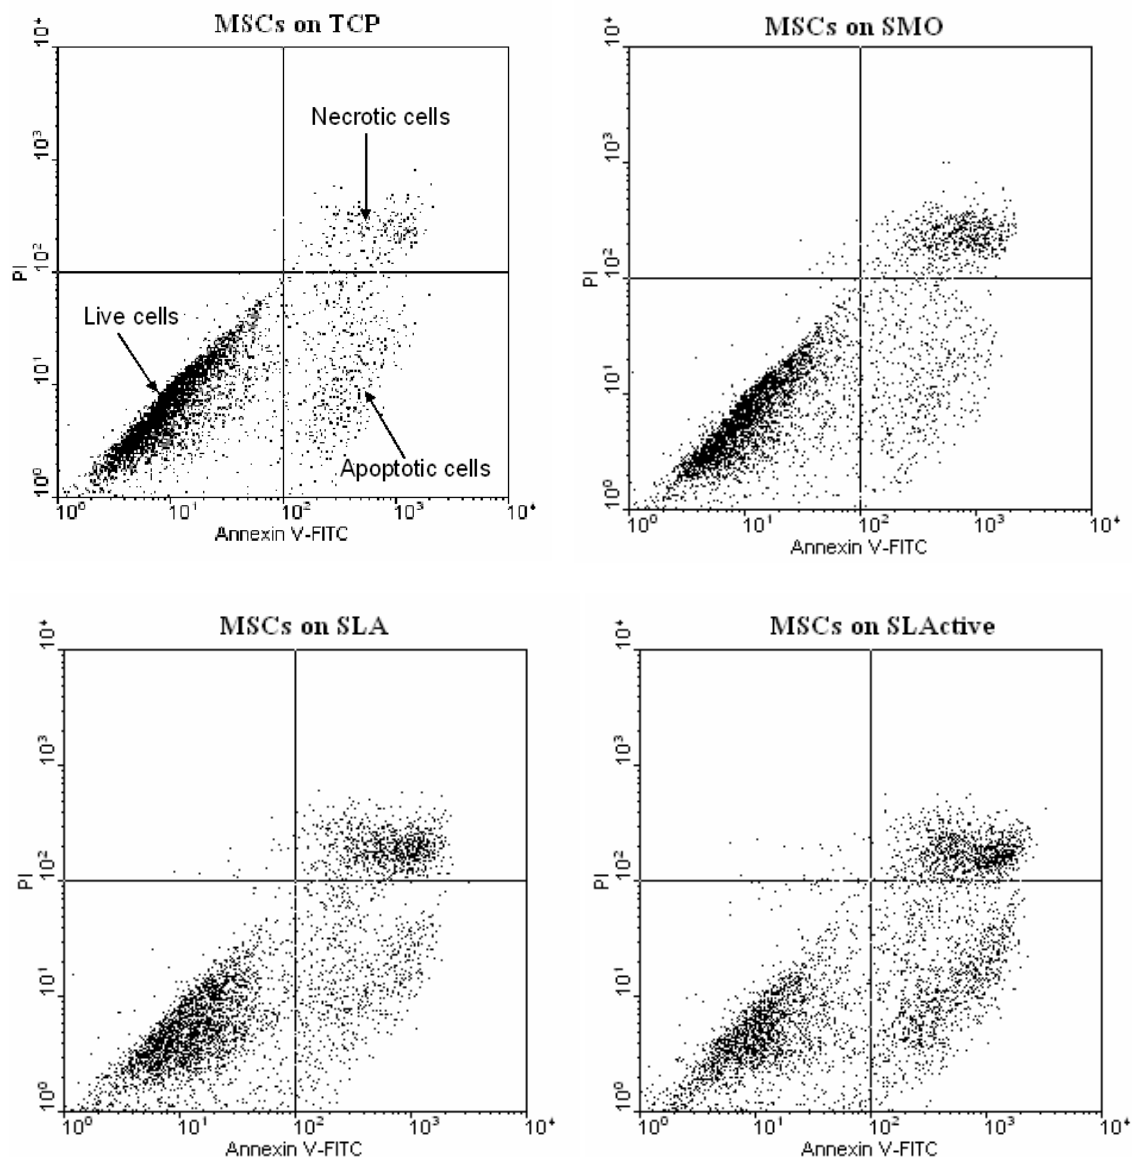 MSCs on TCP
10⁴
10³
10²
10¹
10⁰
PI
Necrotic cells
Live cells
Apoptotic cells
10⁰ 10¹ 10² 10³ 10⁴
Annexin V-FITC
MSCs on SMO
10⁴
10³
10²
10¹
10⁰
PI
10⁰ 10¹ 10² 10³ 10⁴
Annexin V-FITC
MSCs on SLA
10⁴
10³
10²
10¹
10⁰
PI
10⁰ 10¹ 10² 10³ 10⁴
Annexin V-FITC
MSCs on SLActive
10⁴
10³
10²
10¹
10⁰
PI
10⁰ 10¹ 10² 10³ 10⁴
Annexin V-FITC